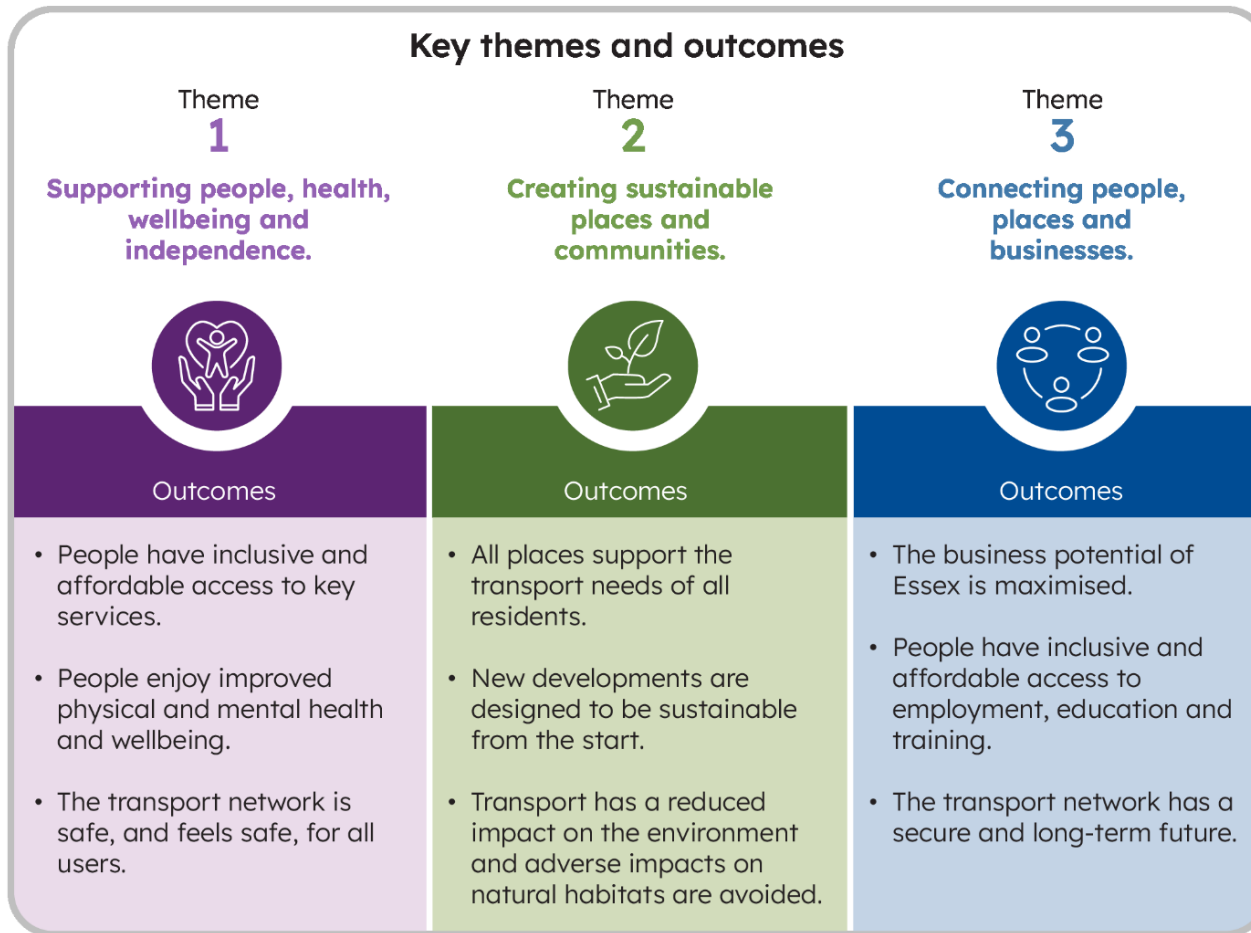 Key themes and outcomes
Theme
1
Supporting people, health,
wellbeing and
independence.
Outcomes
• People have inclusive and
affordable access to key
services.
• People enjoy improved
physical and mental health
and wellbeing.
• The transport network is
safe, and feels safe, for all
users.
Theme
2
Creating sustainable
places and
communities.
Outcomes
• All places support the
transport needs of all
residents.
• New developments are
designed to be sustainable
from the start.
• Transport has a reduced
impact on the environment
and adverse impacts on
natural habitats are avoided.
Theme
3
Connecting people,
places and
businesses.
Outcomes
• The business potential of
Essex is maximised.
• People have inclusive and
affordable access to
employment, education and
training.
• The transport network has a
secure and long-term future.